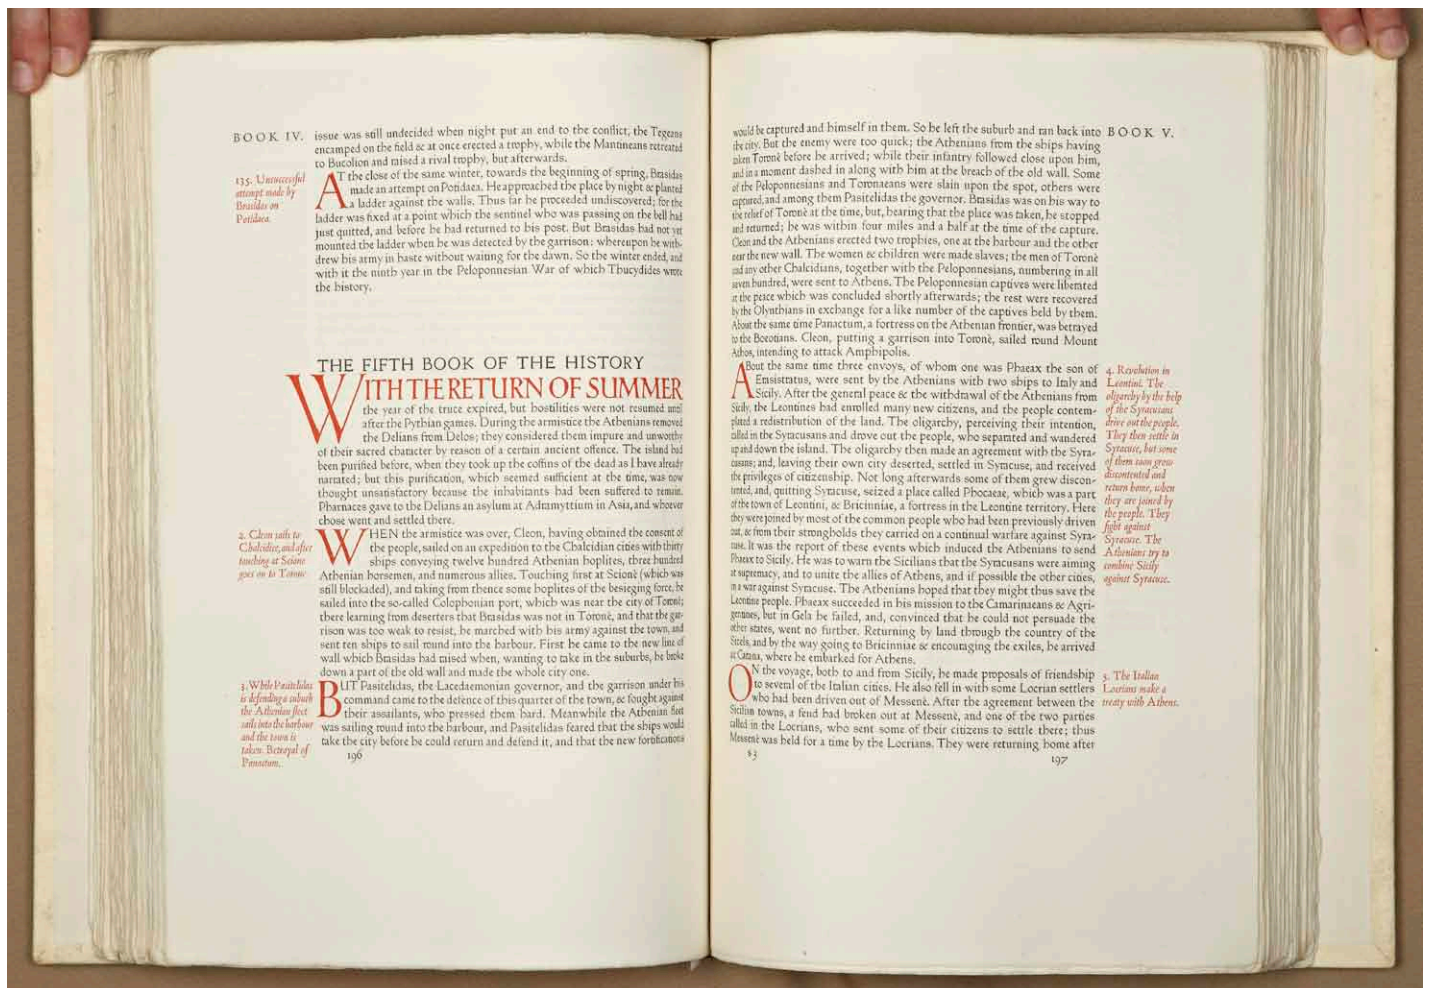 BOOK IV.
issue was still undecided when night put an end to the conflict, the Tegeans
encamped on the field & at once erected a trophy, while the Mantineans retreated
to Bucolion and raised a rival trophy, but afterwards.
135. Unsuccessful
attempt made by
Brasidas on
Potidaea.
AT the close of the same winter, towards the beginning of spring, Brasidas
made an attempt on Potidaea. He approached the place by night & planted
a ladder against the walls. Thus far he proceeded undiscovered; for the
ladder was fixed at a point which the sentinel who was passing on the bell had
just quitted, and before he had returned to his post. But Brasidas had not yet
mounted the ladder when he was detected by the garrison: whereupon he with-
drew his army in haste without waiting for the dawn. So the winter ended, and
with it the ninth year in the Peloponnesian War of which Thucydides wrote
the history.
THE FIFTH BOOK OF THE HISTORY
WITH THE RETURN OF SUMMER
the year of the truce expired, but hostilities were not resumed until
after the Pythian games. During the armistice the Athenians removed
the Delians from Delos; they considered them impure and unworthy
of their sacred character by reason of a certain ancient offence. The island had
been purified before, when they took up the coffins of the dead as I have already
narrated; but this purification, which seemed sufficient at the time, was now
thought unsatisfactory because the inhabitants had been suffered to remain.
Pharnaces gave to the Delians an asylum at Adramyttium in Asia, and whoever
chose went and settled there.
2. Cleon sails to
Chalcidice, and after
touching at Scione
goes on to Torone
WHEN the armistice was over, Cleon, having obtained the consent of
the people, sailed on an expedition to the Chalcidian cities with thirty
ships conveying twelve hundred Athenian hoplites, three hundred
Athenian horsemen, and numerous allies. Touching first at Scionè (which was
still blockaded), and taking from thence some hoplites of the besieging force, he
sailed into the so-called Colophonian port, which was near the city of Toronè;
there learning from deserters that Brasidas was not in Toronè, and that the gar-
rison was too weak to resist, he marched with his army against the town, and
sent ten ships to sail round into the harbour. First he came to the new line of
wall which Brasidas had raised when, wanting to take in the suburbs, he broke
down a part of the old wall and made the whole city one.
3. While Pasitelidas
is defending a suburb
the Athenian fleet
sails into the harbour
and the town is
taken. Betrayal of
Panactum.
BUT Pasitelidas, the Lacedaemonian governor, and the garrison under his
command came to the defence of this quarter of the town, & fought against
their assailants, who pressed them hard. Meanwhile the Athenian fleet
was sailing round into the harbour, and Pasitelidas feared that the ships would
take the city before he could return and defend it, and that the new fortifications
196
BOOK V.
would be captured and himself in them. So he left the suburb and ran back into
the city. But the enemy were too quick; the Athenians from the ships having
taken Toronè before he arrived; while their infantry followed close upon him,
and in a moment dashed in along with him at the breach of the old wall. Some
of the Peloponnesians and Toronaeans were slain upon the spot, others were
captured, and among them Pasitelidas the governor. Brasidas was on his way to
the relief of Toronè at the time, but, hearing that the place was taken, he stopped
and returned; he was within four miles and a half at the time of the capture.
Cleon and the Athenians erected two trophies, one at the harbour and the other
near the new wall. The women & children were made slaves; the men of Toronè
and any other Chalcidians, together with the Peloponnesians, numbering in all
seven hundred, were sent to Athens. The Peloponnesian captives were liberated
at the peace which was concluded shortly afterwards; the rest were recovered
by the Olynthians in exchange for a like number of the captives held by them.
About the same time Panactum, a fortress on the Athenian frontier, was betrayed
to the Boeotians. Cleon, putting a garrison into Toronè, sailed round Mount
Athos, intending to attack Amphipolis.
4. Revolution in
Leontini. The
oligarchy by the help
of the Syracusans
drive out the people.
They then settle in
Syracuse, but some
of them soon grow
discontented and
return home, when
they are joined by
the people. They
fight against
Syracuse. The
Athenians try to
combine Sicily
against Syracuse.
ABout the same time three envoys, of whom one was Phaeax the son of
Erasistratus, were sent by the Athenians with two ships to Italy and
Sicily. After the general peace & the withdrawal of the Athenians from
Sicily, the Leontines had enrolled many new citizens, and the people contem-
plated a redistribution of the land. The oligarchy, perceiving their intention,
called in the Syracusans and drove out the people, who separated and wandered
up and down the island. The oligarchy then made an agreement with the Syra-
cusans; and, leaving their own city deserted, settled in Syracuse, and received
the privileges of citizenship. Not long afterwards some of them grew discon-
tented, and, quitting Syracuse, seized a place called Phocaeae, which was a part
of the town of Leontini, & Bricinniae, a fortress in the Leontine territory. Here
they were joined by most of the common people who had been previously driven
out, & from their strongholds they carried on a continual warfare against Syra-
cuse. It was the report of these events which induced the Athenians to send
Phaeax to Sicily. He was to warn the Sicilians that the Syracusans were aiming
at supremacy, and to unite the allies of Athens, and if possible the other cities,
in a war against Syracuse. The Athenians hoped that they might thus save the
Leontine people. Phaeax succeeded in his mission to the Camarinaeans & Agri-
gentines, but in Gela he failed, and, convinced that he could not persuade the
other states, went no further. Returning by land through the country of the
Sicels, and by the way going to Bricinniae & encouraging the exiles, he arrived
at Catana, where he embarked for Athens.
5. The Italian
Locrians make a
treaty with Athens.
ON the voyage, both to and from Sicily, he made proposals of friendship
to several of the Italian cities. He also fell in with some Locrian settlers
who had been driven out of Messenè. After the agreement between the
Sicilian towns, a feud had broken out at Messenè, and one of the two parties
called in the Locrians, who sent some of their citizens to settle there; thus
Messenè was held for a time by the Locrians. They were returning home after
197